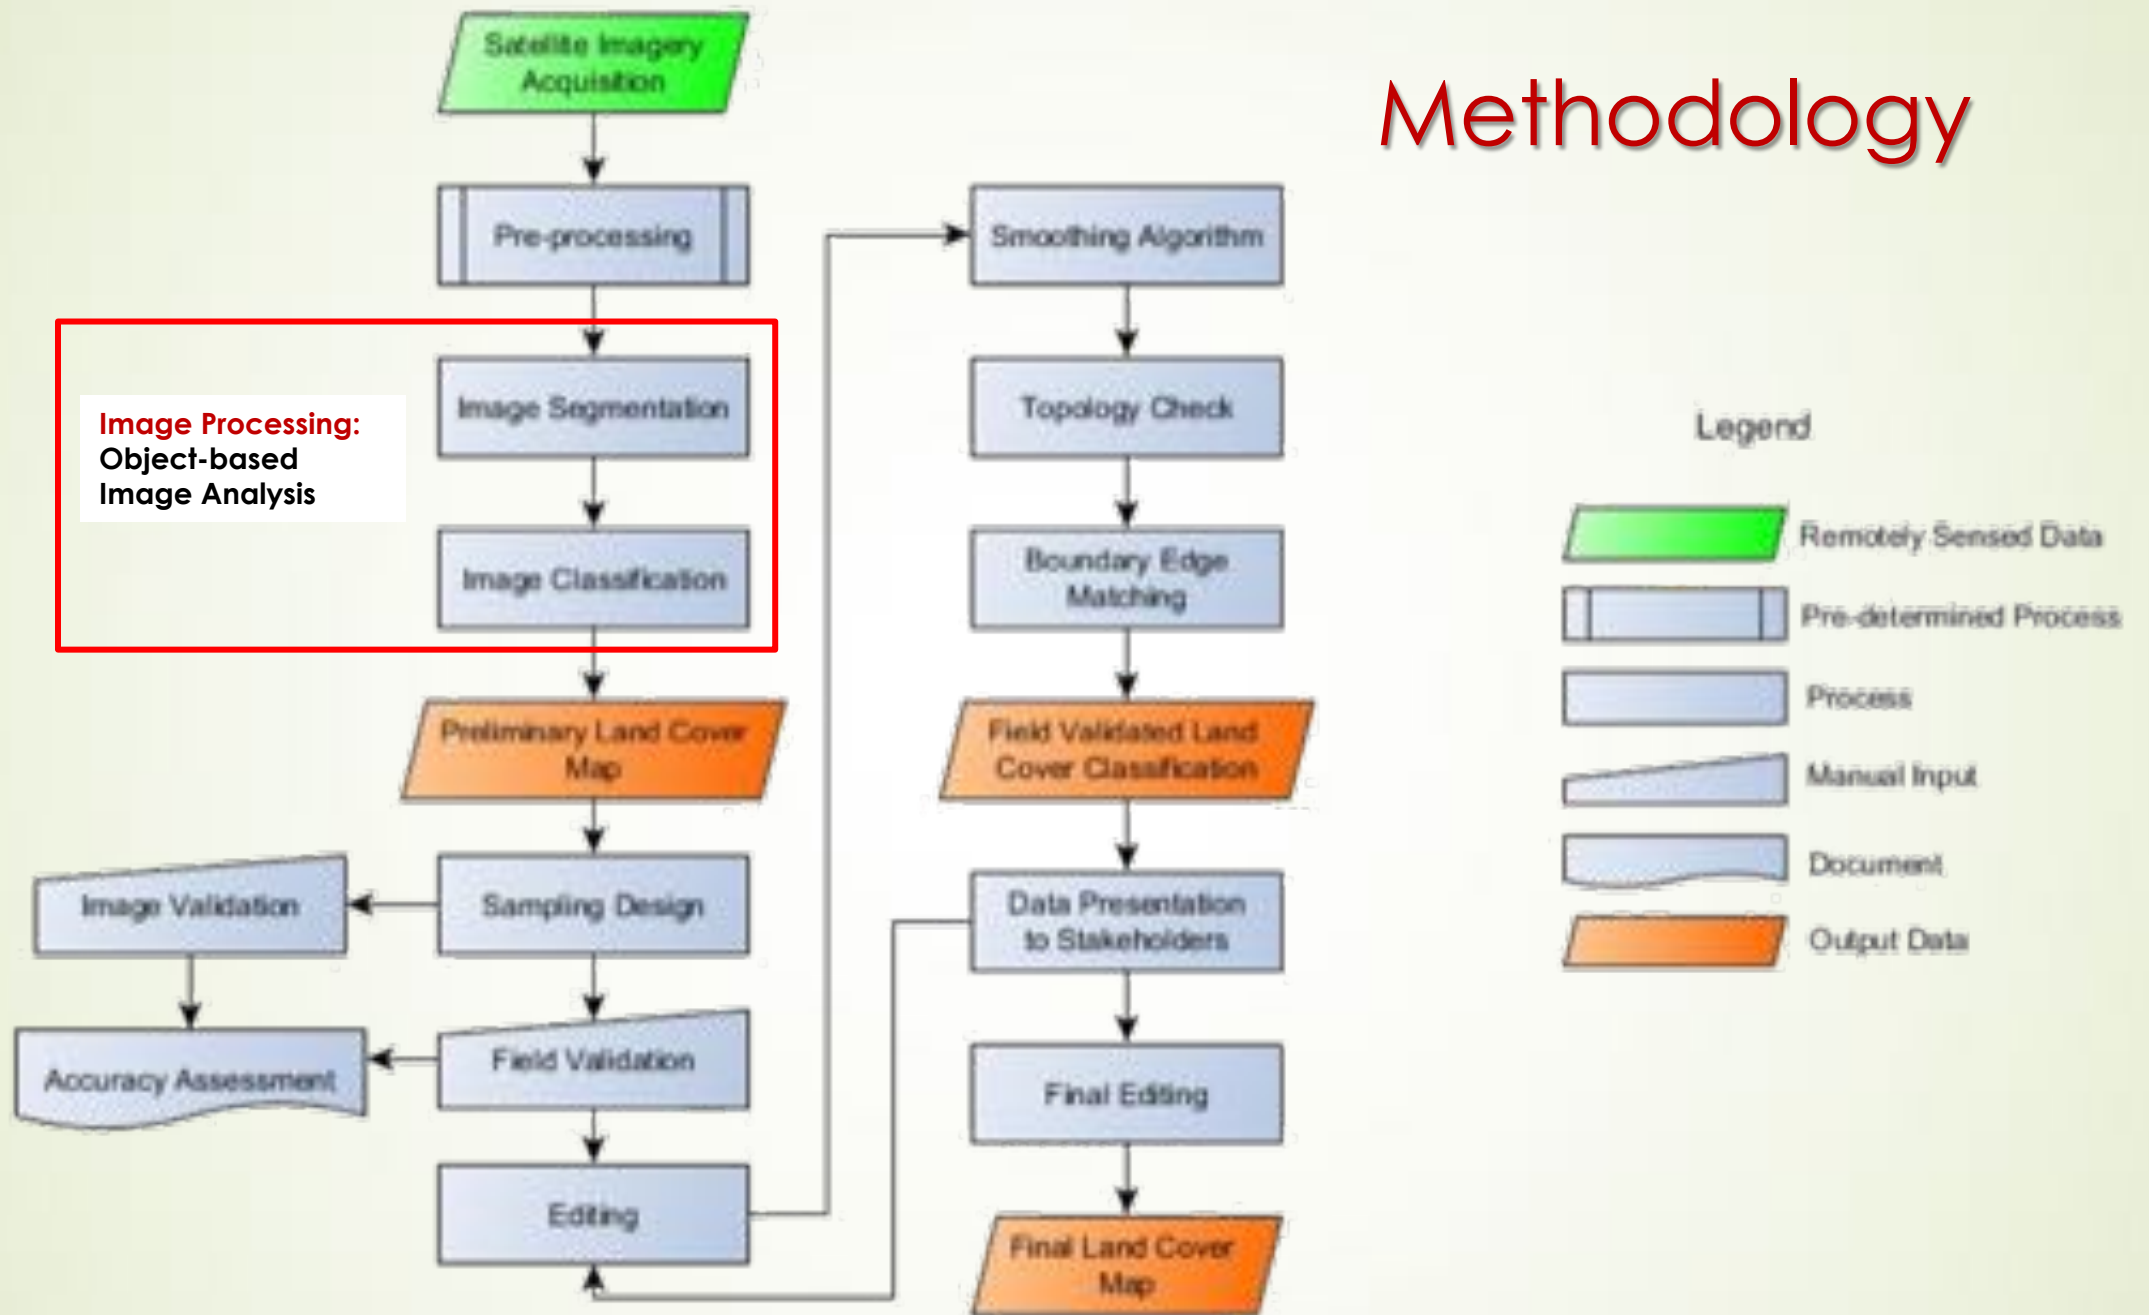 Methodology
Satellite Imagery
Acquisition
Pre-processing
Image Processing:
Object-based
Image Analysis
Image Segmentation
Image Classification
Preliminary Land Cover
Map
Image Validation
Sampling Design
Accuracy Assessment
Field Validation
Editing
Smoothing Algorithm
Topology Check
Boundary Edge
Matching
Field Validated Land
Cover Classification
Data Presentation
to Stakeholders
Final Editing
Final Land Cover
Map
Legend
Remotely Sensed Data
Pre-determined Process
Process
Manual Input
Document
Output Data